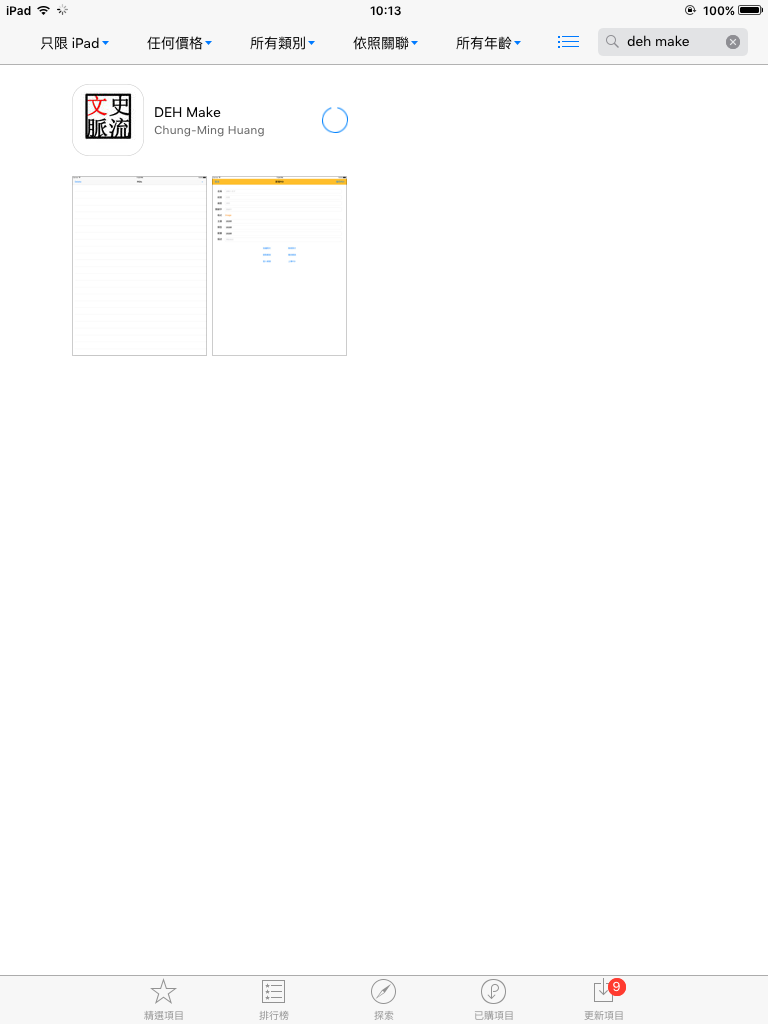 iPad 10:13 100%
只限 iPad 任何價格 所有類別 依照關聯 所有年齡 deh make
文史
脈流
DEH Make
Chung-Ming Huang
9
精選項目 排行榜 探索 已購項目 更新項目